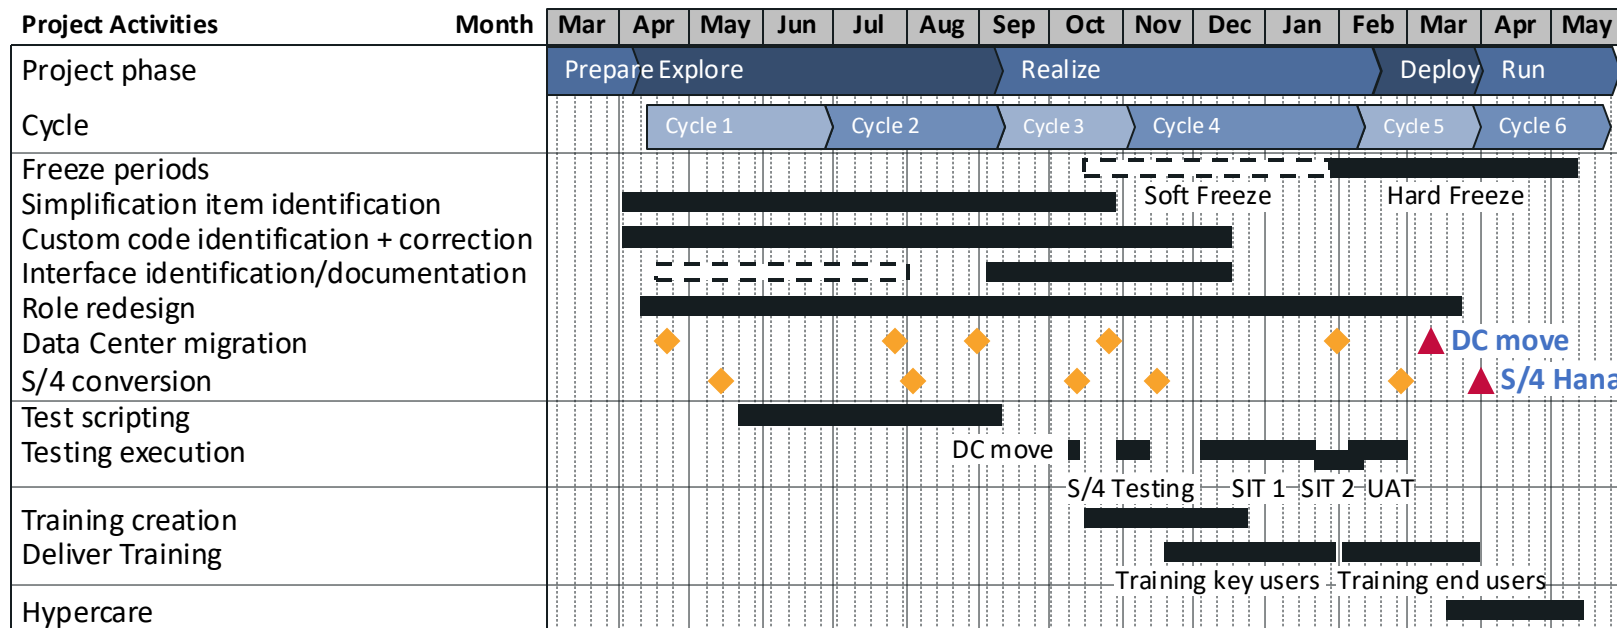 Project Activities Month Mar Apr May Jun Jul Aug Sep Oct Nov Dec Jan Feb Mar Apr May
Project phase Prepare Explore Realize Deploy Run
Cycle Cycle 1 Cycle 2 Cycle 3 Cycle 4 Cycle 5 Cycle 6
Freeze periods
Soft Freeze Hard Freeze
Simplification item identification
Custom code identification + correction
Interface identification/documentation
Role redesign
Data Center migration DC move
S/4 conversion S/4 Hana
Test scripting
Testing execution DC move
S/4 Testing SIT 1 SIT 2 UAT
Training creation
Deliver Training
Training key users Training end users
Hypercare